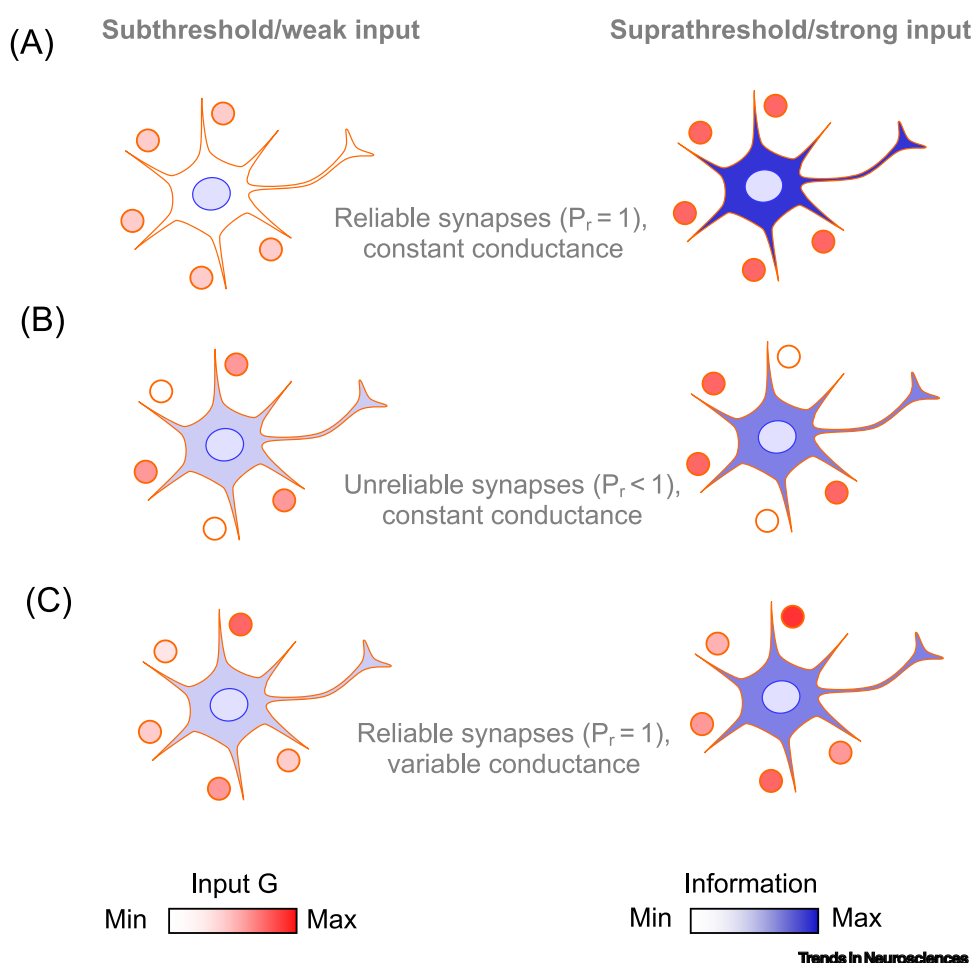 Subthreshold/weak input
Suprathreshold/strong input
(A)
Reliable synapses (Pr = 1),
constant conductance
(B)
Unreliable synapses (Pr < 1),
constant conductance
(C)
Reliable synapses (Pr = 1),
variable conductance
Input G
Min
Max
Information
Min
Max
Trends in Neurosciences